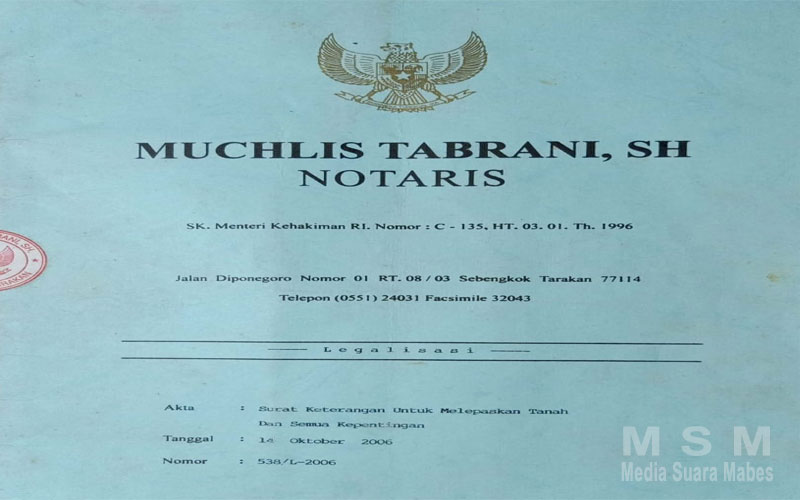 MUCHLIS TABRANI, SH
NOTARIS
SK. Menteri Kehakiman RI. Nomor : C - 135. HT. 03. 01. Th. 1996
Jalan Diponegoro Nomor 01 RT. 08 / 03 Sebengkok Tarakan 77114
Telepon (0551) 24031 Facsimile 32043
Legalisasi
Akta : Surat Keterangan Untuk Melepaskan Tanah
Dan Semua Kepentingan
Tanggal : 14 Oktober 2006
Nomor : 538/L-2006
M S M
Media Suara Mabes